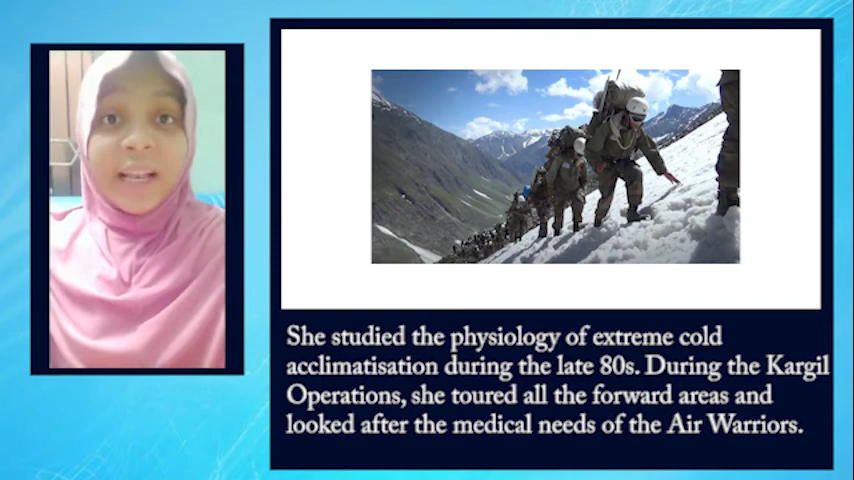 She studied the physiology of extreme cold
acclimatisation during the late 80s. During the Kargil
Operations, she toured all the forward areas and
looked after the medical needs of the Air Warriors.